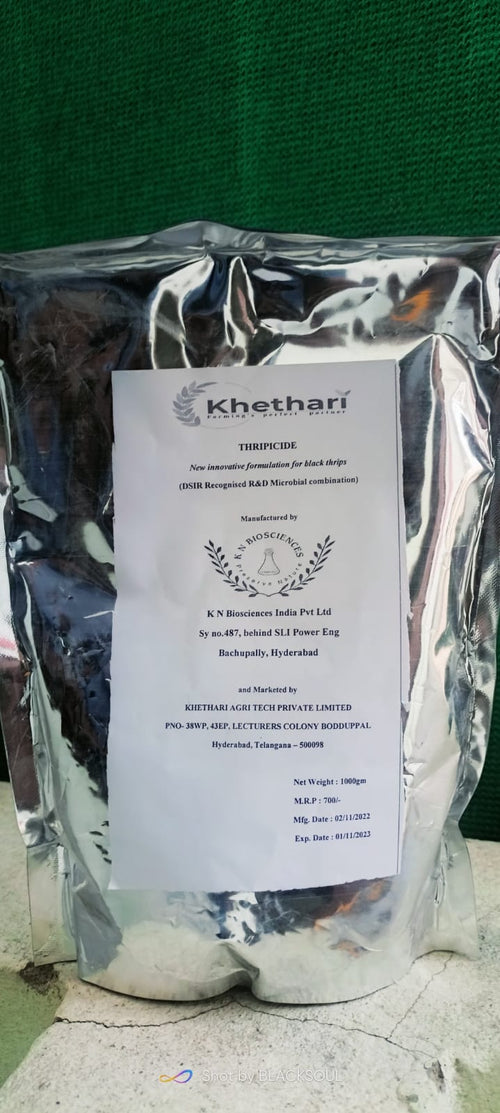 Khethari
Farming's perfect partner
THRIPICIDE
New innovative formulation for black thrips
(DSIR Recognised R&D Microbial combination)
Manufactured by
K N BIOSCIENCES
Preserve Nature
K N Biosciences India Pvt Ltd
Sy no.487, behind SLI Power Eng
Bachupally, Hyderabad
and Marketed by
KHETHARI AGRI TECH PRIVATE LIMITED
PNO- 38WP, 43EP, LECTURERS COLONY BODDUPPAL
Hyderabad, Telangana – 500098
Net Weight : 1000gm
M.R.P : 700/-
Mfg. Date : 02/11/2022
Exp. Date : 01/11/2023
Shot by BLACKSOUL